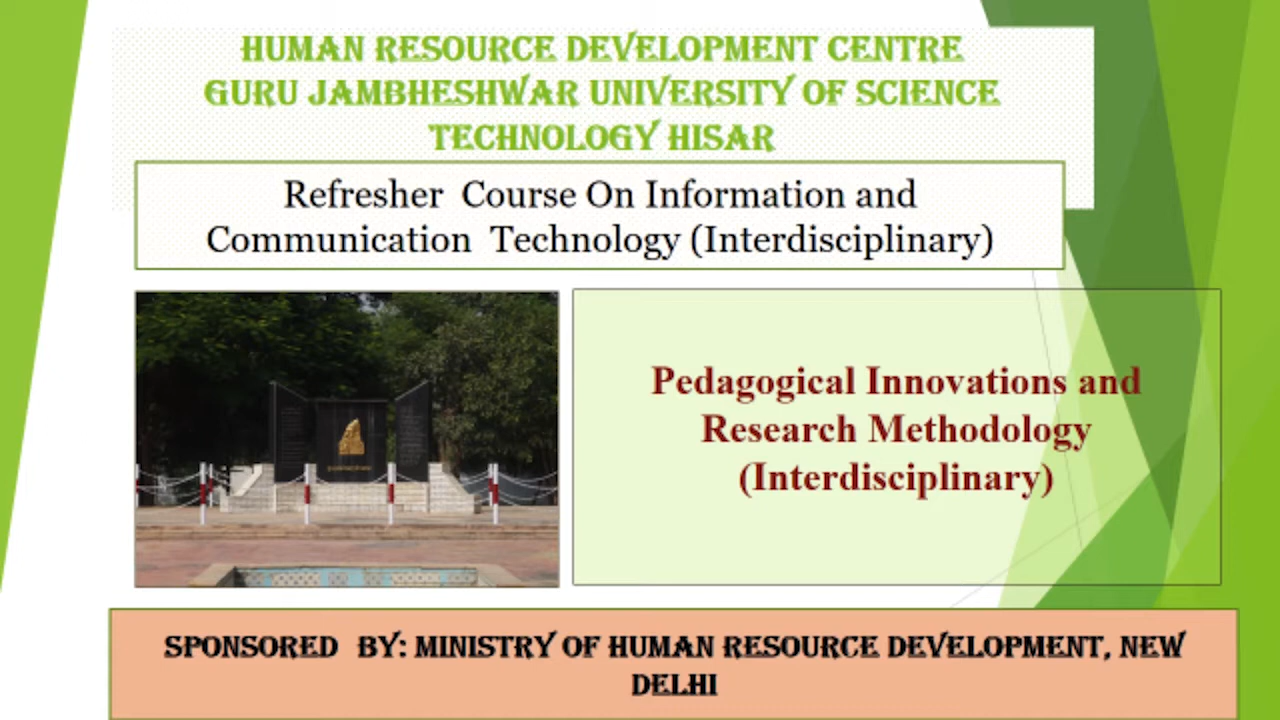 HUMAN RESOURCE DEVELOPMENT CENTRE
GURU JAMBHESHWAR UNIVERSITY OF SCIENCE
TECHNOLOGY HISAR
Refresher Course On Information and
Communication Technology (Interdisciplinary)
Pedagogical Innovations and
Research Methodology
(Interdisciplinary)
SPONSORED BY: MINISTRY OF HUMAN RESOURCE DEVELOPMENT, NEW
DELHI